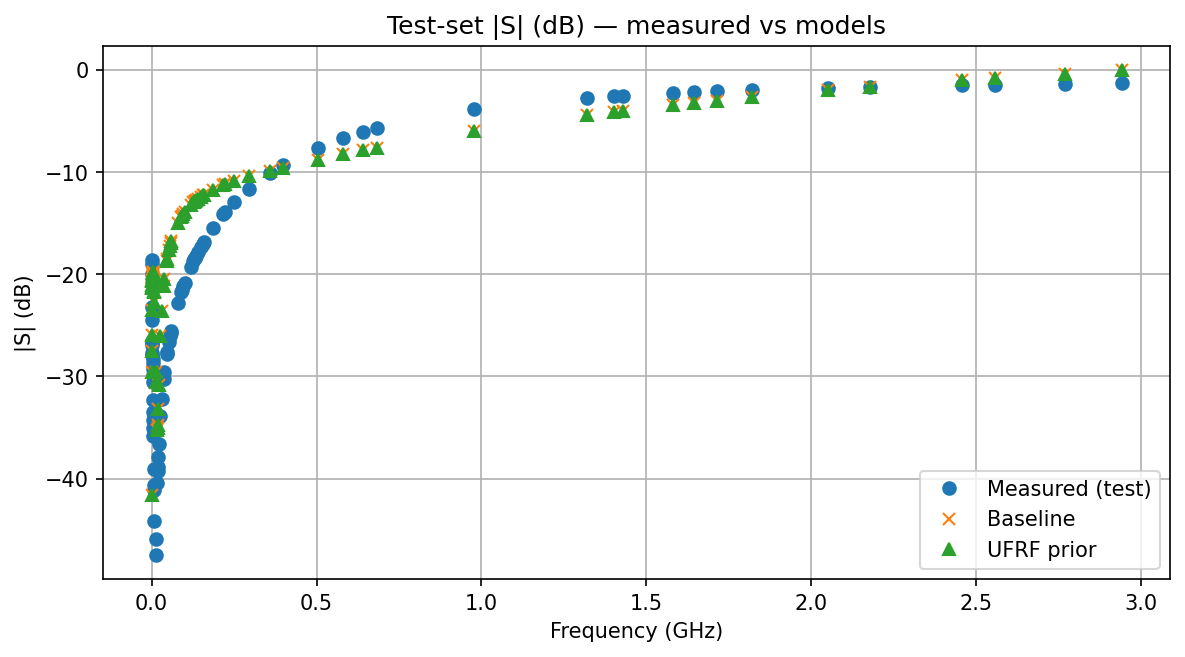 Test-set |S| (dB) — measured vs models
|S| (dB)
0
−10
−20
−30
−40
0.0 0.5 1.0 1.5 2.0 2.5 3.0
Frequency (GHz)
Measured (test)
Baseline
UFRF prior